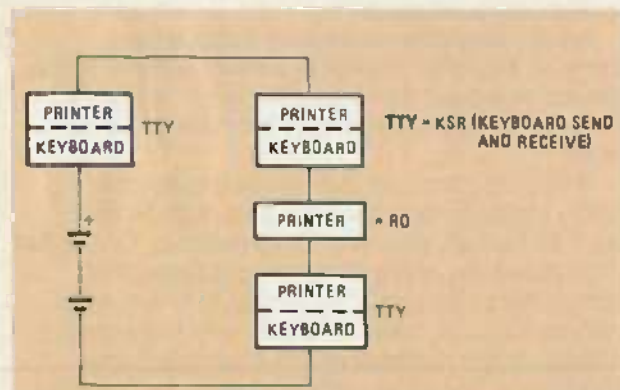 PRINTER
KEYBOARD
TTY
+
PRINTER
KEYBOARD
TTY = KSR (KEYBOARD SEND
AND RECEIVE)
PRINTER
= RO
PRINTER
KEYBOARD
TTY